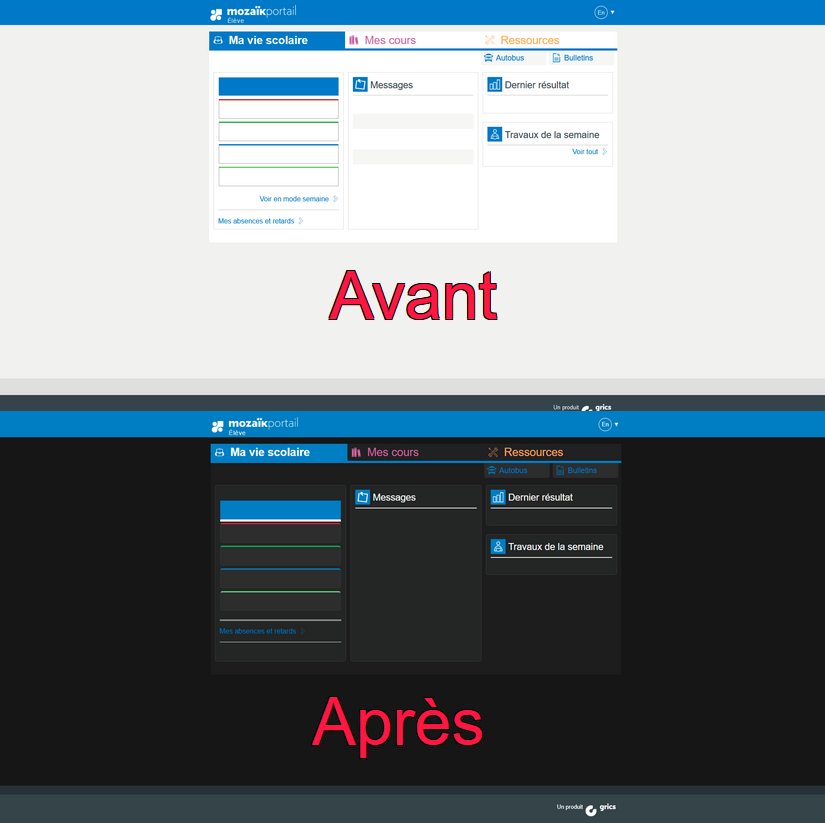 mozaïkportail
Élève
En
Ma vie scolaire
Mes cours
Ressources
Autobus
Bulletins
Messages
Dernier résultat
Travaux de la semaine
Voir tout
Voir en mode semaine
Mes absences et retards
Avant
Un produit grics
mozaïkportail
Élève
En
Ma vie scolaire
Mes cours
Ressources
Autobus
Bulletins
Messages
Dernier résultat
Travaux de la semaine
Mes absences et retards
Après
Un produit grics